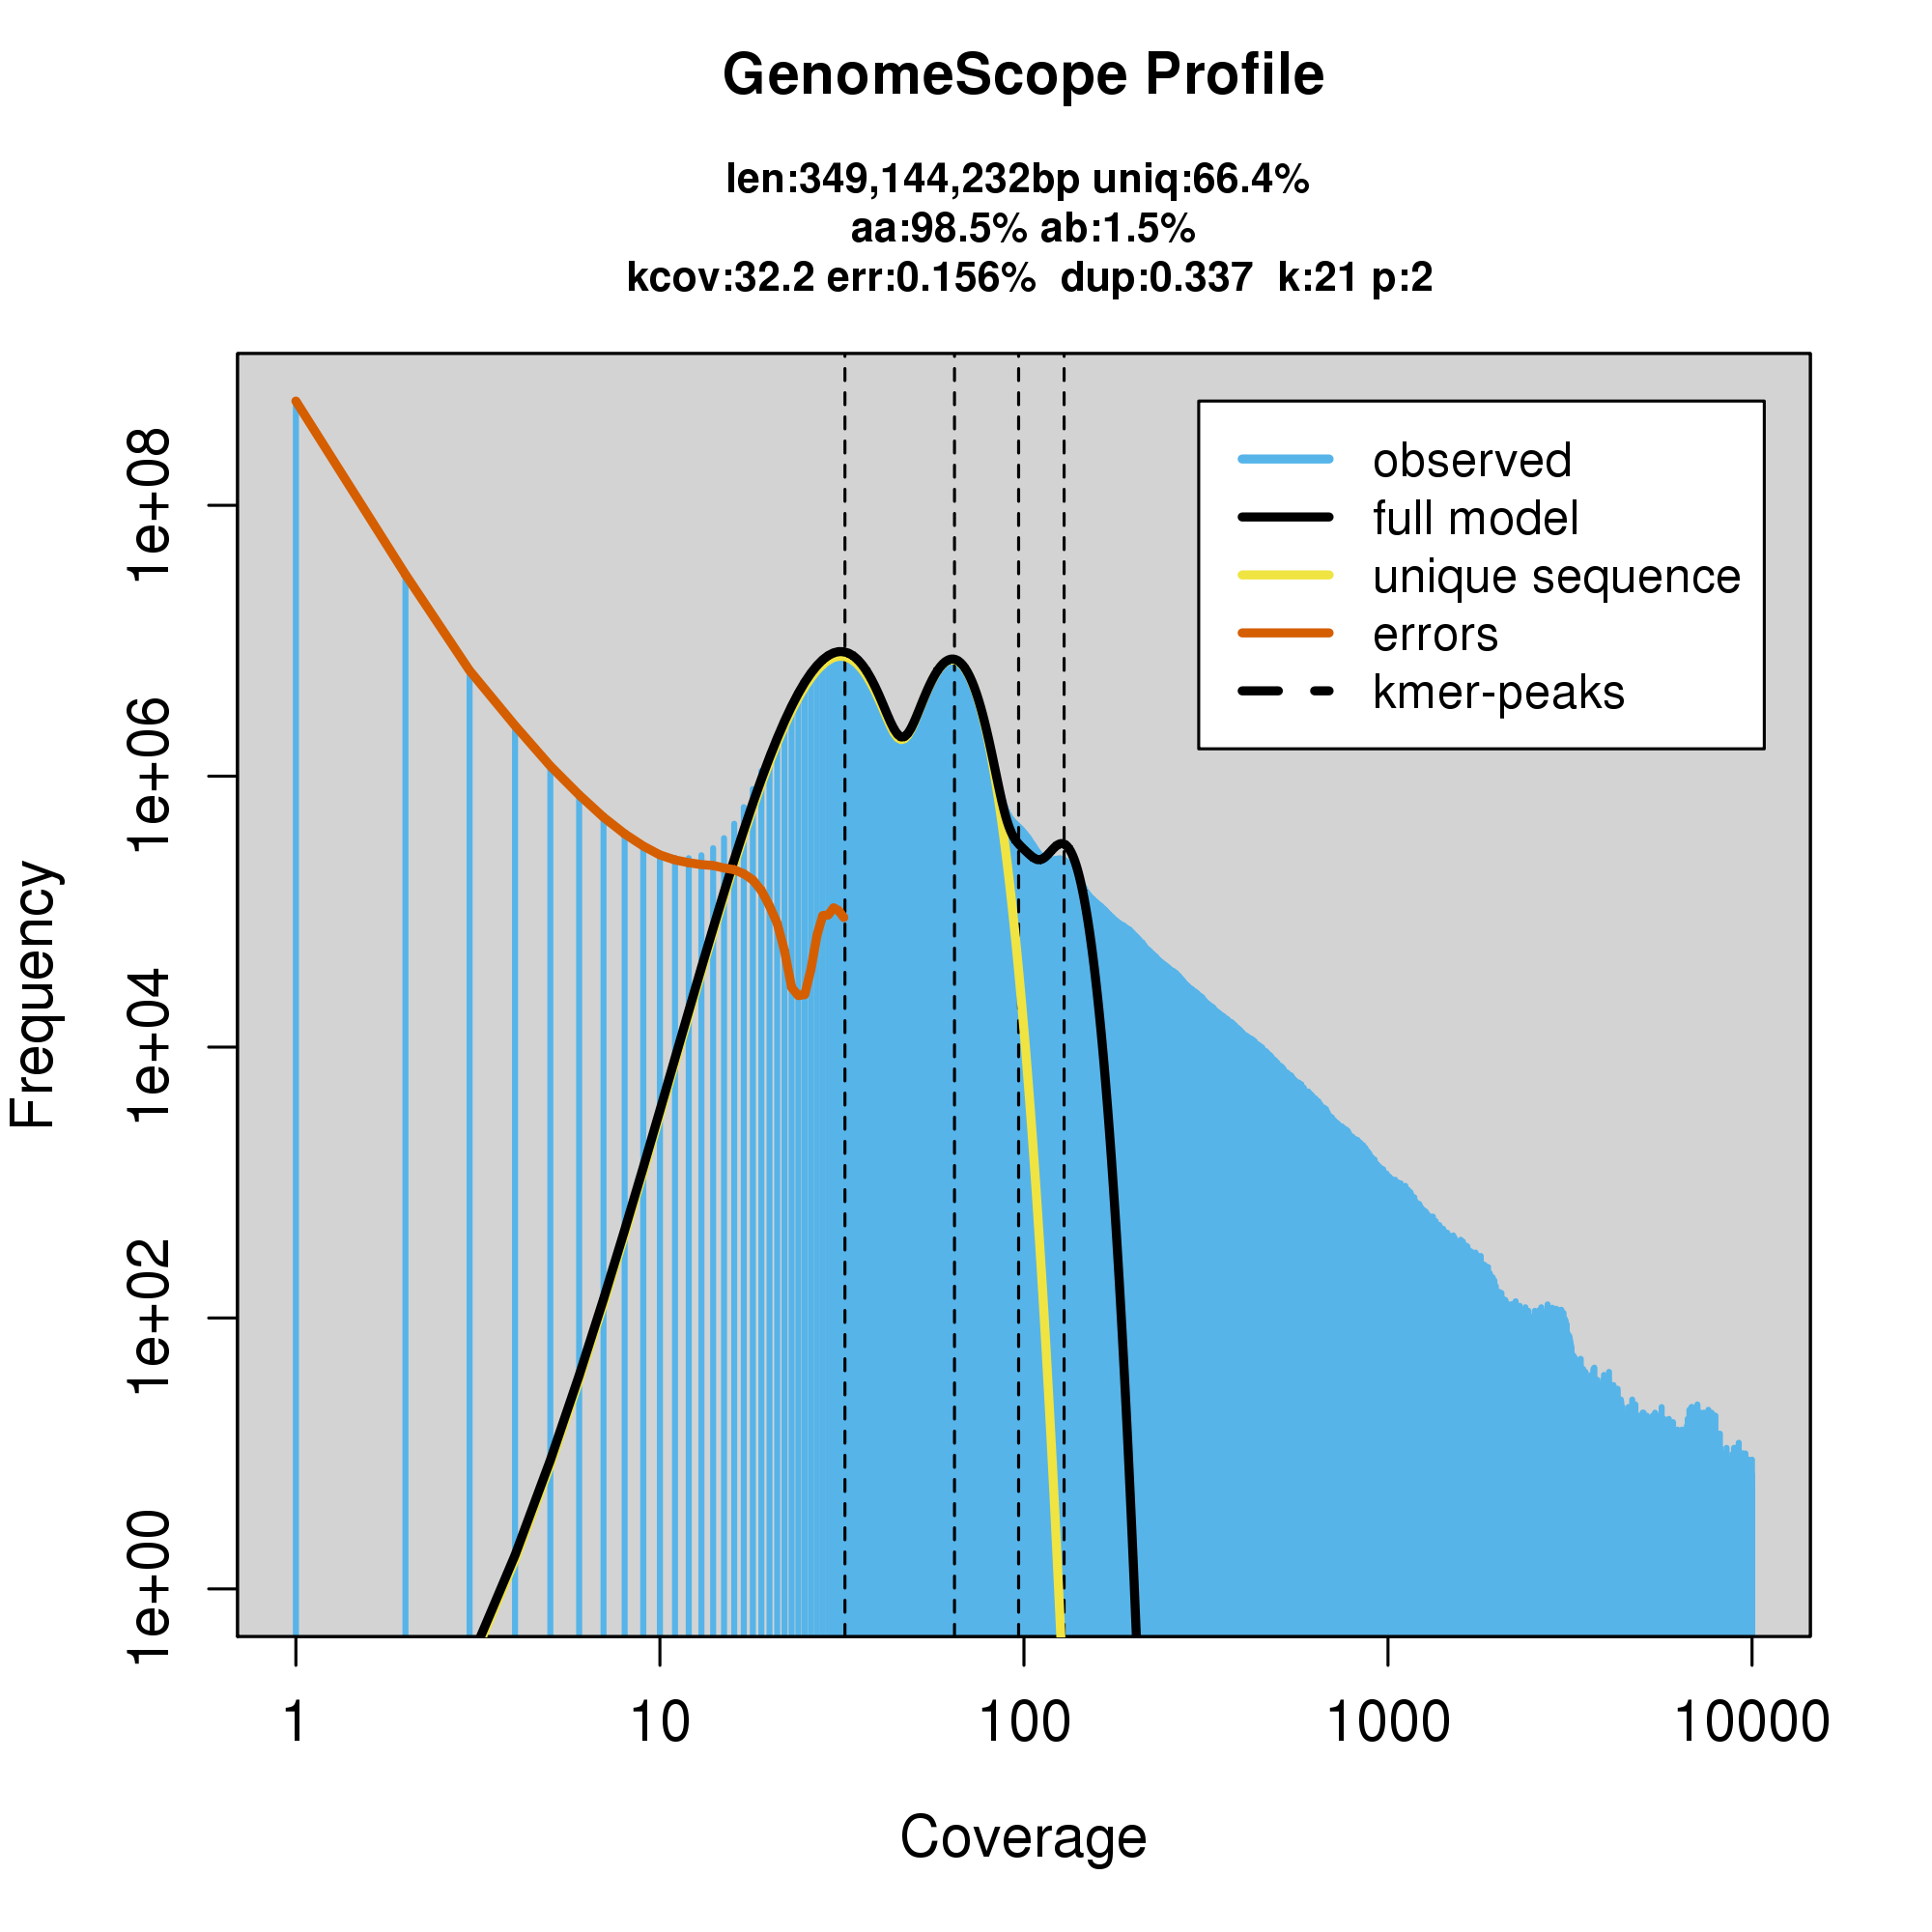 GenomeScope Profile
len:349,144,232bp uniq:66.4%
aa:98.5% ab:1.5%
kcov:32.2 err:0.156%  dup:0.337  k:21 p:2
observed
full model
unique sequence
errors
kmer-peaks
Frequency
1e+08
1e+06
1e+04
1e+02
1e+00
1 10 100 1000 10000
Coverage